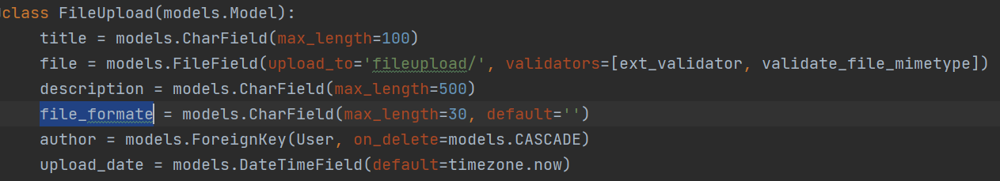 class FileUpload(models.Model):
    title = models.CharField(max_length=100)
    file = models.FileField(upload_to='fileupload/', validators=[ext_validator, validate_file_mimetype])
    description = models.CharField(max_length=500)
    file_formate = models.CharField(max_length=30, default='')
    author = models.ForeignKey(User, on_delete=models.CASCADE)
    upload_date = models.DateTimeField(default=timezone.now)